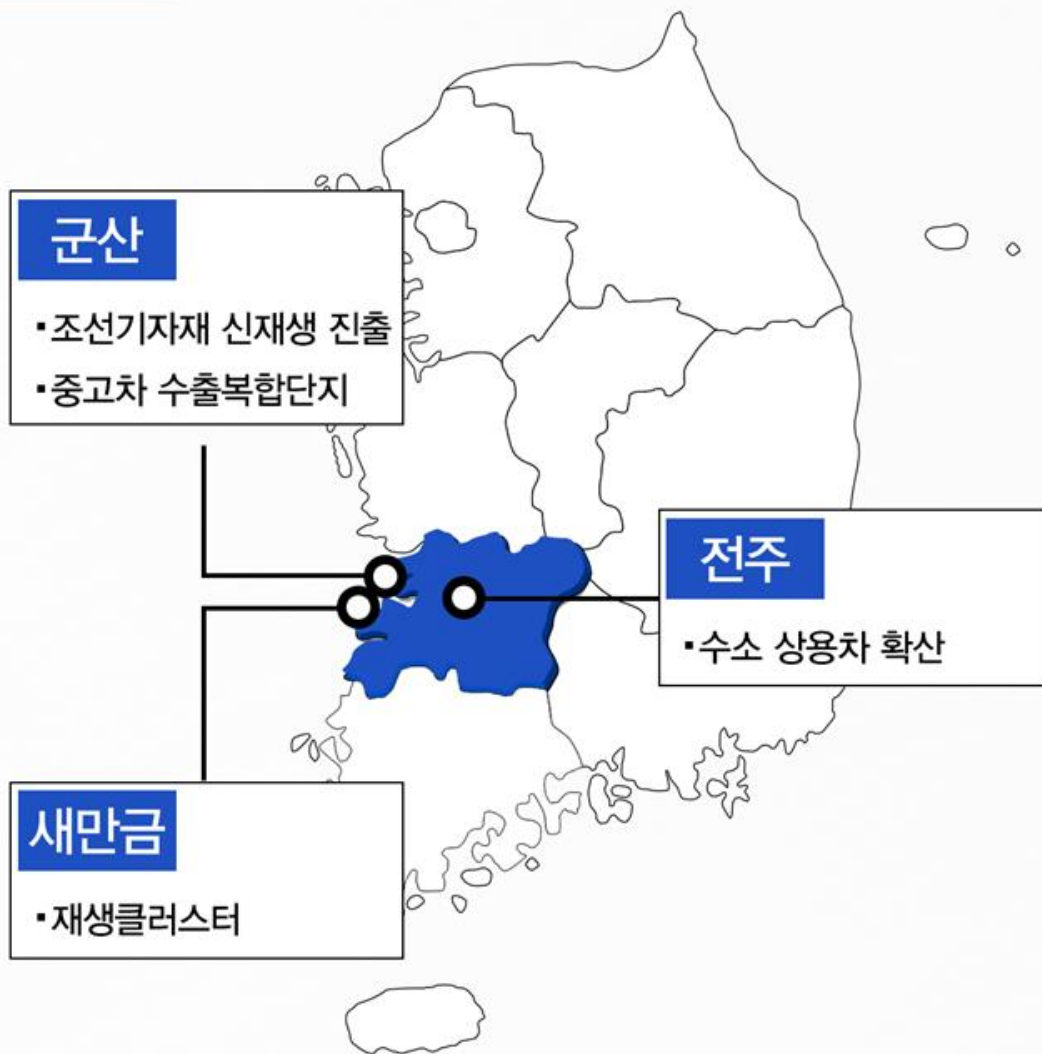 군산
▪조선기자재 신재생 진출
▪중고차 수출복합단지
전주
▪수소 상용차 확산
새만금
▪재생클러스터